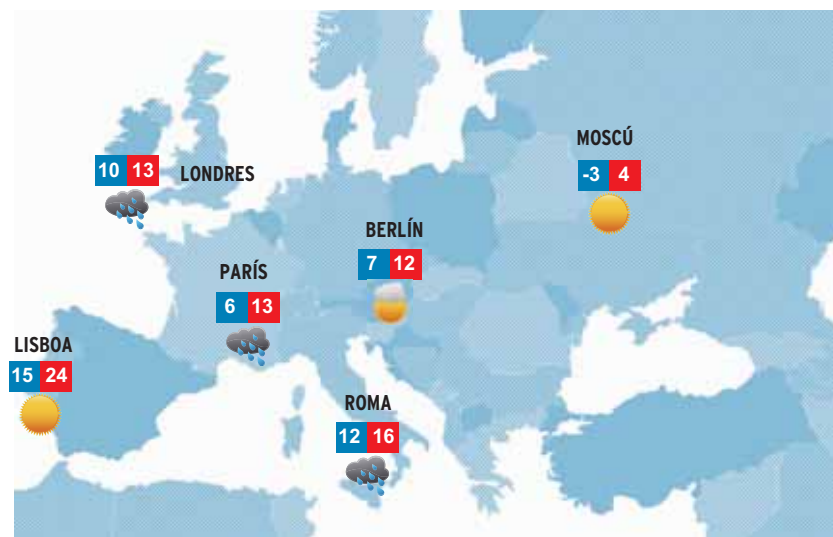 MOSCÚ
-3 4
10 13
LONDRES
BERLÍN
7 12
PARÍS
6 13
LISBOA
15 24
ROMA
12 16